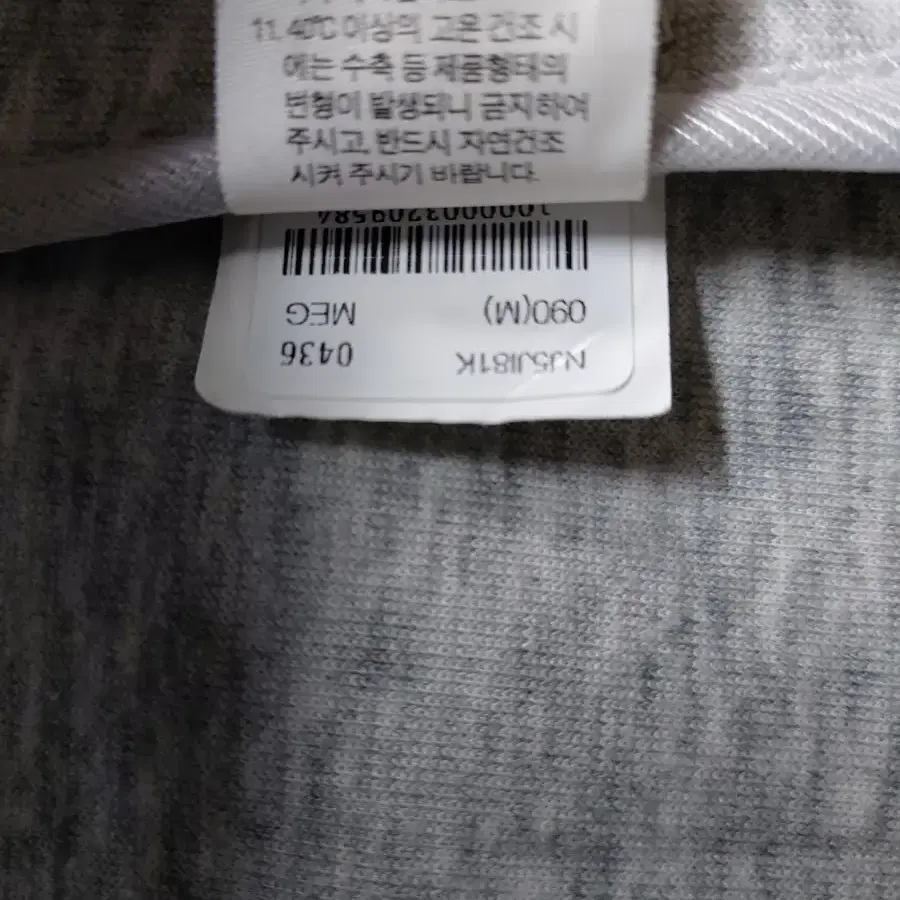 11. 40℃ 이상의 고온 건조 시
에는 수축 등 제품형태의
변형이 발생되니 금지하여
주시고, 반드시 자연건조
시켜 주시기 바랍니다.
NJ5JI81K 0436
090(M) MEG
1000003209584